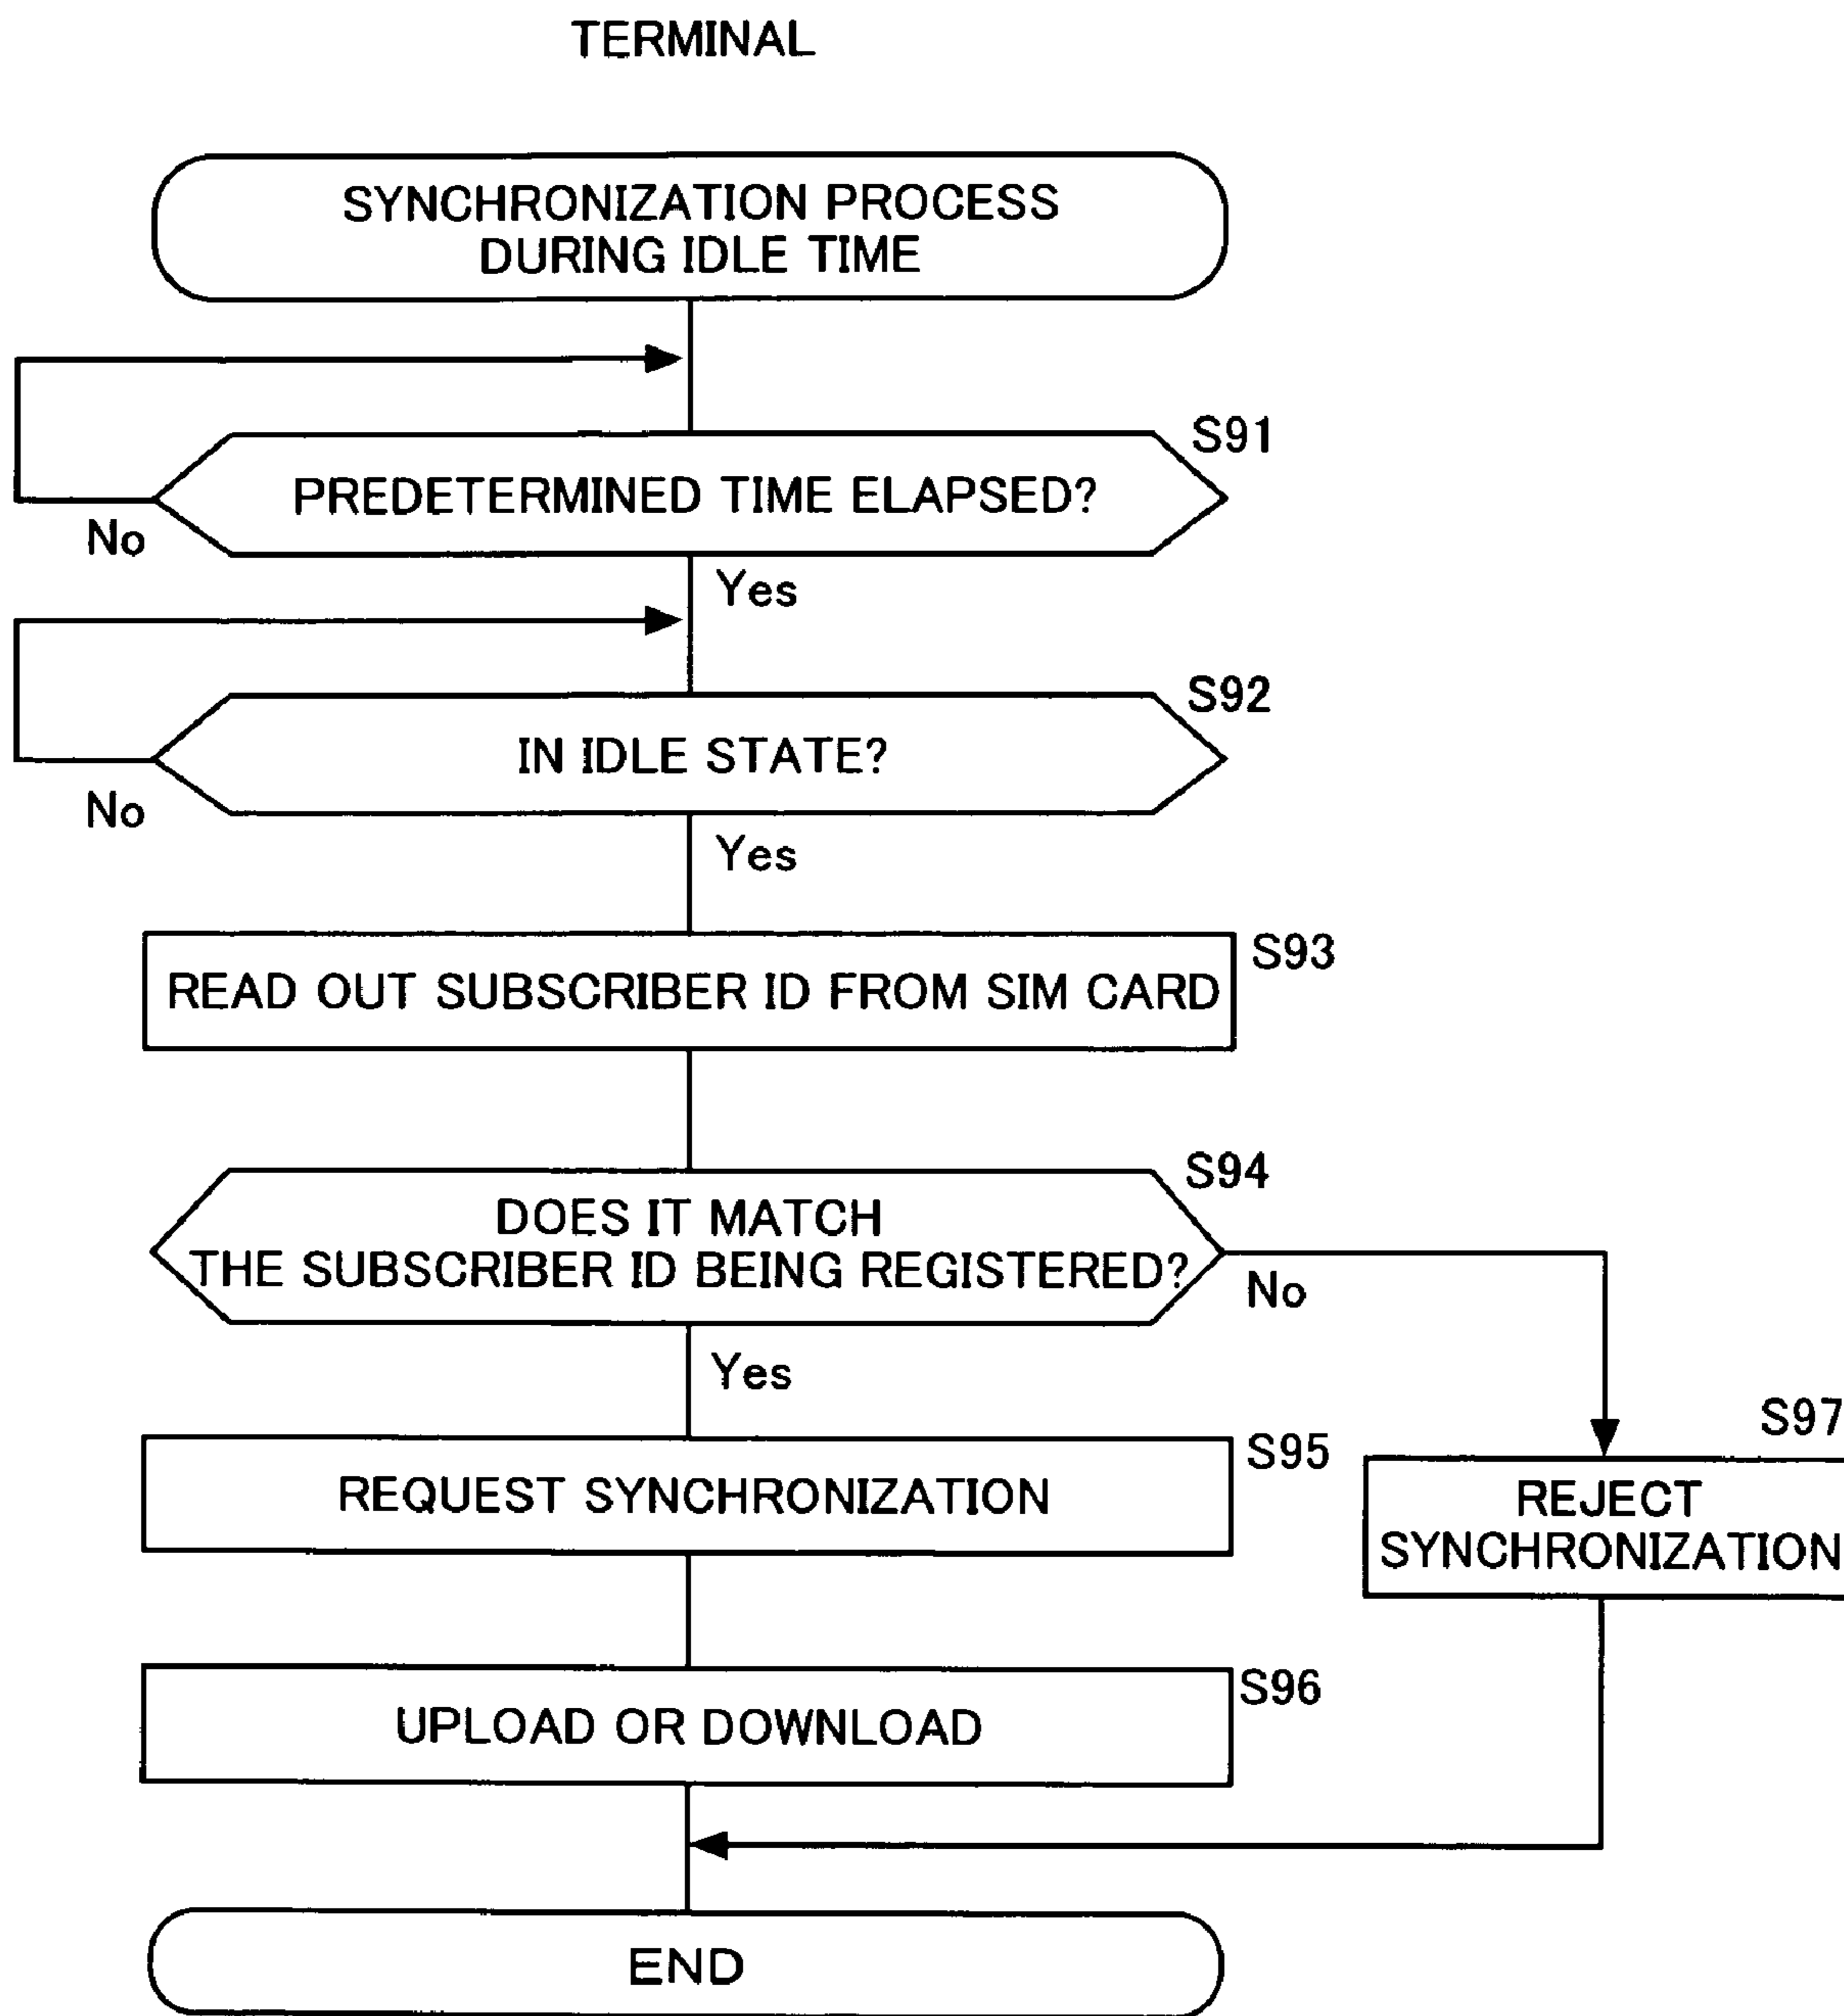 TERMINAL
SYNCHRONIZATION PROCESS
DURING IDLE TIME
S91
PREDETERMINED TIME ELAPSED?
No
Yes
S92
IN IDLE STATE?
No
Yes
S93
READ OUT SUBSCRIBER ID FROM SIM CARD
S94
DOES IT MATCH
THE SUBSCRIBER ID BEING REGISTERED?
No
Yes
S95
REQUEST SYNCHRONIZATION
S97
REJECT
SYNCHRONIZATION
S96
UPLOAD OR DOWNLOAD
END